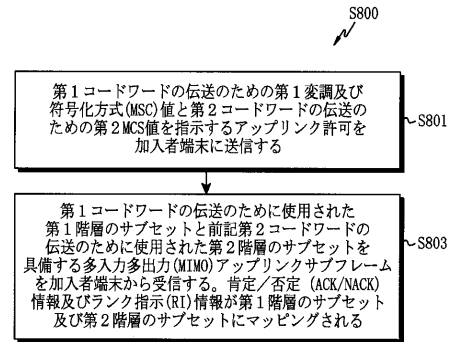 S800
第1コードワードの伝送のための第1変調及び
符号化方式(MSC)値と第2コードワードの伝送の
ための第2MCS値を指示するアップリンク許可を
加入者端末に送信する
S801
第1コードワードの伝送のために使用された
第1階層のサブセットと前記第2コードワードの
伝送のために使用された第2階層のサブセットを
具備する多入力多出力(MIMO)アップリンクサブフレーム
を加入者端末から受信する。肯定/否定 (ACK/NACK)
情報及びランク指示(RI)情報が第1階層のサブセット
及び第2階層のサブセットにマッピングされる
S803